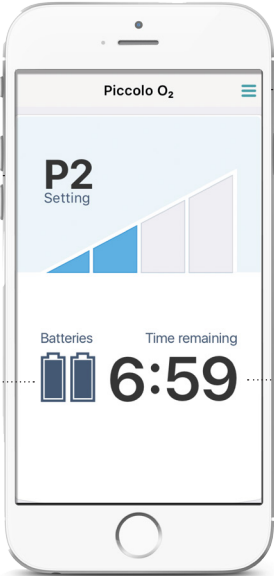 Piccolo O₂
P2
Setting
Batteries
Time remaining
6:59